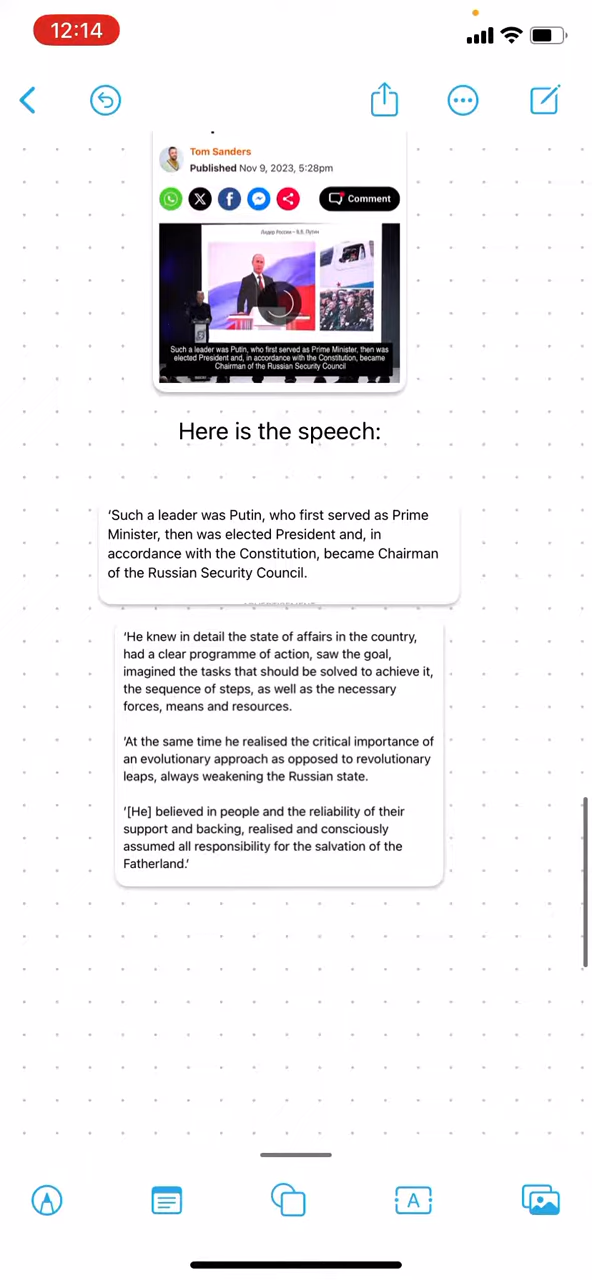 12:14
Tom Sanders
Published Nov 9, 2023, 5:28pm
Comment
Лидер России - В.В. Путин
Such a leader was Putin, who first served as Prime Minister, then was
elected President and, in accordance with the Constitution, became
Chairman of the Russian Security Council
Here is the speech:
‘Such a leader was Putin, who first served as Prime
Minister, then was elected President and, in
accordance with the Constitution, became Chairman
of the Russian Security Council.
‘He knew in detail the state of affairs in the country,
had a clear programme of action, saw the goal,
imagined the tasks that should be solved to achieve it,
the sequence of steps, as well as the necessary
forces, means and resources.
‘At the same time he realised the critical importance of
an evolutionary approach as opposed to revolutionary
leaps, always weakening the Russian state.
‘[He] believed in people and the reliability of their
support and backing, realised and consciously
assumed all responsibility for the salvation of the
Fatherland.’
A